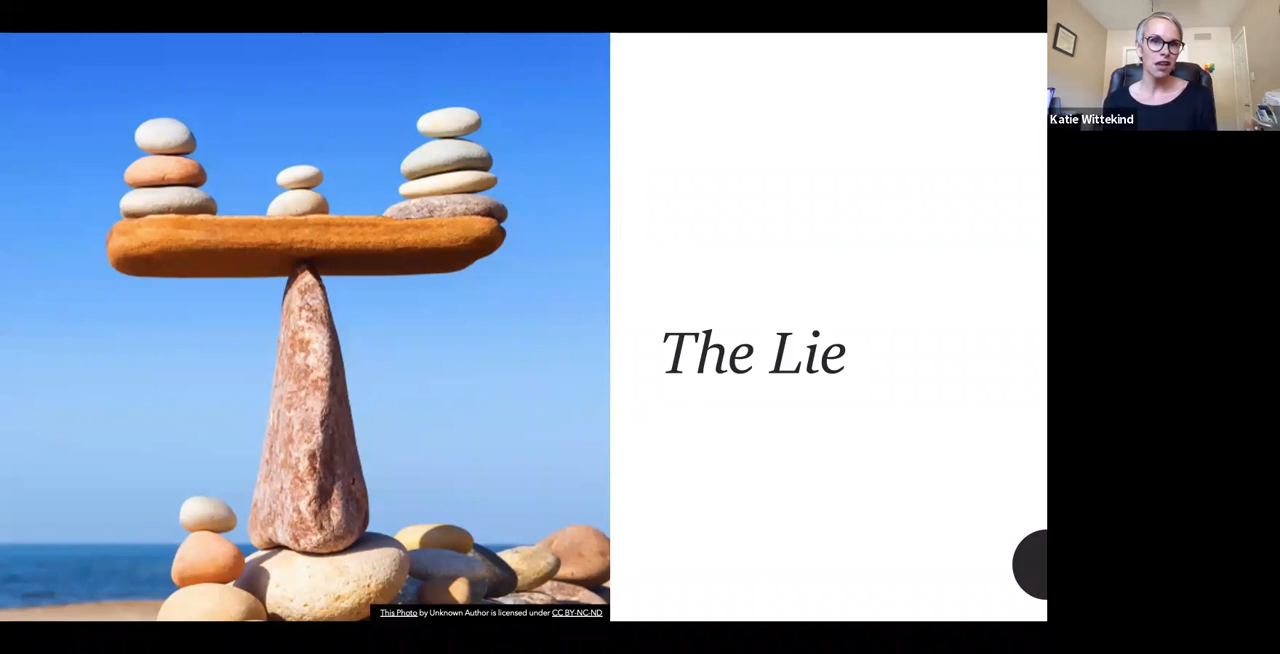 Katie Wittekind
The Lie
This Photo by Unknown Author is licensed under CC BY-NC-ND